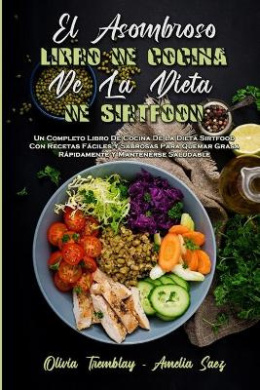 El Asombroso
LIBRO DE COCINA
De La Dieta
DE SIRTFOOD
Un Completo Libro De Cocina De La Dieta Sirtfood
Con Recetas Fáciles Y Sabrosas Para Quemar Grasa
Rápidamente Y Mantenerse Saludable
Olivia Tremblay - Amelia Saez